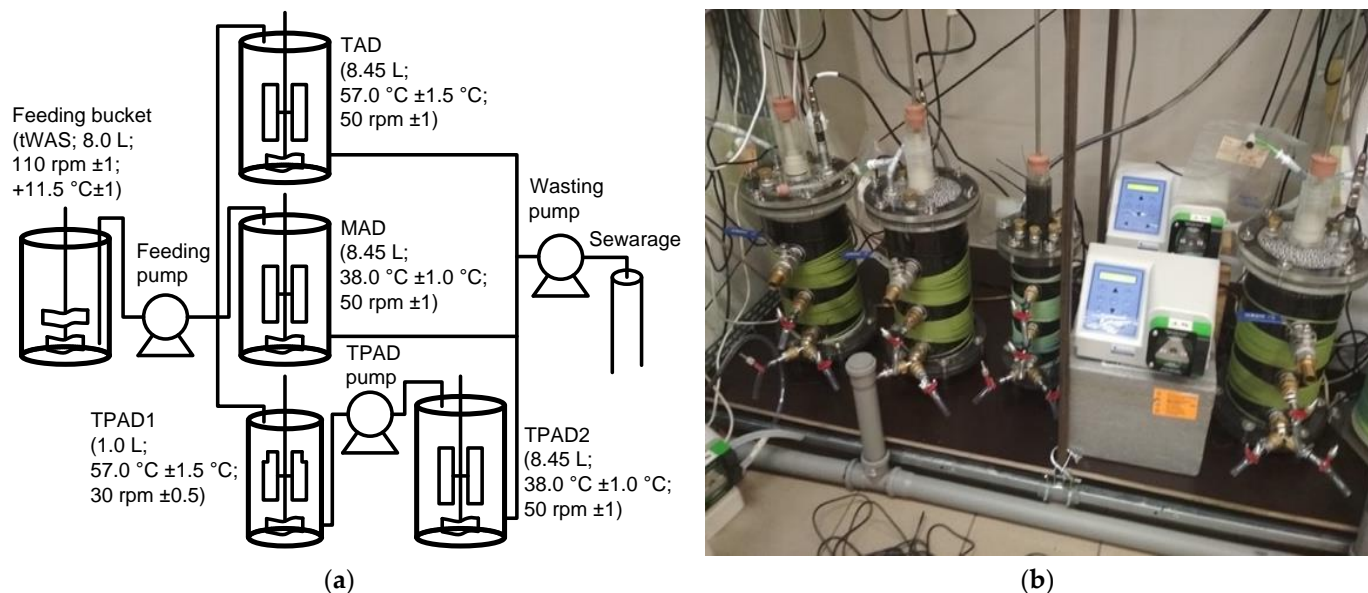 TAD
(8.45 L;
57.0 °C ±1.5 °C;
50 rpm ±1)
Feeding bucket
(tWAS; 8.0 L;
110 rpm ±1;
+11.5 °C±1)
Feeding
pump
MAD
(8.45 L;
38.0 °C ±1.0 °C;
50 rpm ±1)
Wasting
pump
Sewarage
TPAD
pump
TPAD1
(1.0 L;
57.0 °C ±1.5 °C;
30 rpm ±0.5)
TPAD2
(8.45 L;
38.0 °C ±1.0 °C;
50 rpm ±1)
(a)
(b)